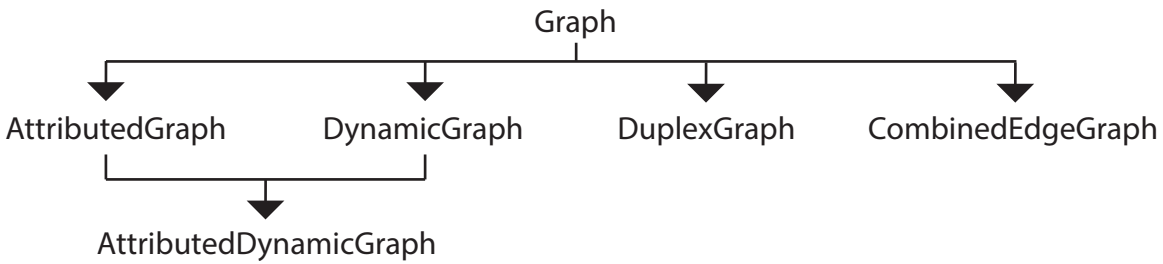 Graph
AttributedGraph DynamicGraph DuplexGraph CombinedEdgeGraph
AttributedDynamicGraph